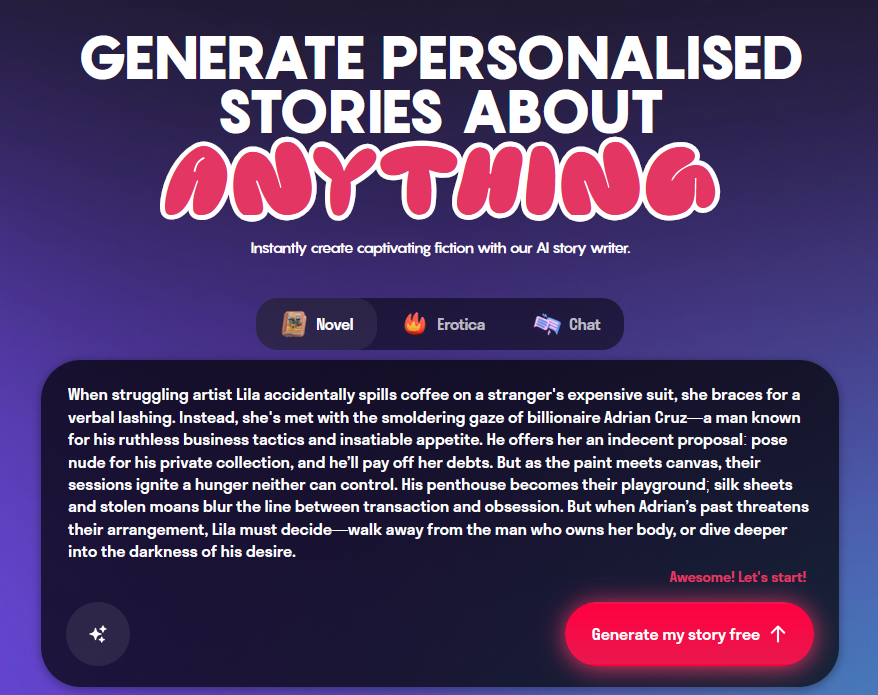 GENERATE PERSONALISED
STORIES ABOUT
ANYTHING
Instantly create captivating fiction with our AI story writer.
Novel
Erotica
Chat
When struggling artist Lila accidentally spills coffee on a stranger's expensive suit, she braces for a
verbal lashing. Instead, she's met with the smoldering gaze of billionaire Adrian Cruz—a man known
for his ruthless business tactics and insatiable appetite. He offers her an indecent proposal: pose
nude for his private collection, and he’ll pay off her debts. But as the paint meets canvas, their
sessions ignite a hunger neither can control. His penthouse becomes their playground; silk sheets
and stolen moans blur the line between transaction and obsession. But when Adrian’s past threatens
their arrangement, Lila must decide—walk away from the man who owns her body, or dive deeper
into the darkness of his desire.
Awesome! Let's start!
Generate my story free